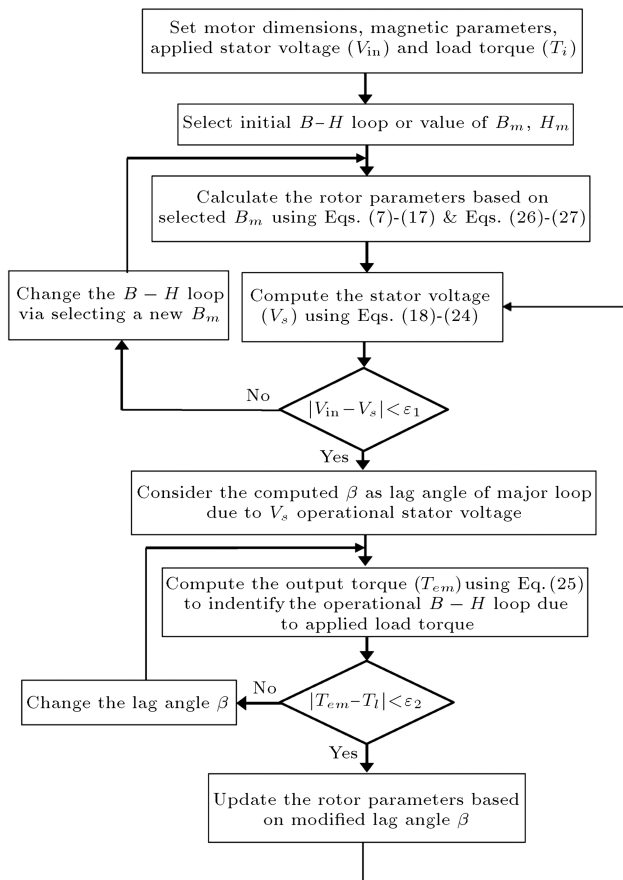 Set motor dimensions, magnetic parameters,
applied stator voltage (V_in) and load torque (T_i)
Select initial B–H loop or value of B_m, H_m
Calculate the rotor parameters based on
selected B_m using Eqs. (7)-(17) & Eqs. (26)-(27)
Change the B – H loop
via selecting a new B_m
Compute the stator voltage
(V_s) using Eqs. (18)-(24)
No
|V_in – V_s| < ε_1
Yes
Consider the computed β as lag angle of major loop
due to V_s operational stator voltage
Compute the output torque (T_em) using Eq.(25)
to indentify the operational B – H loop due
to applied load torque
Change the lag angle β
No
|T_em – T_l| < ε_2
Yes
Update the rotor parameters based
on modified lag angle β